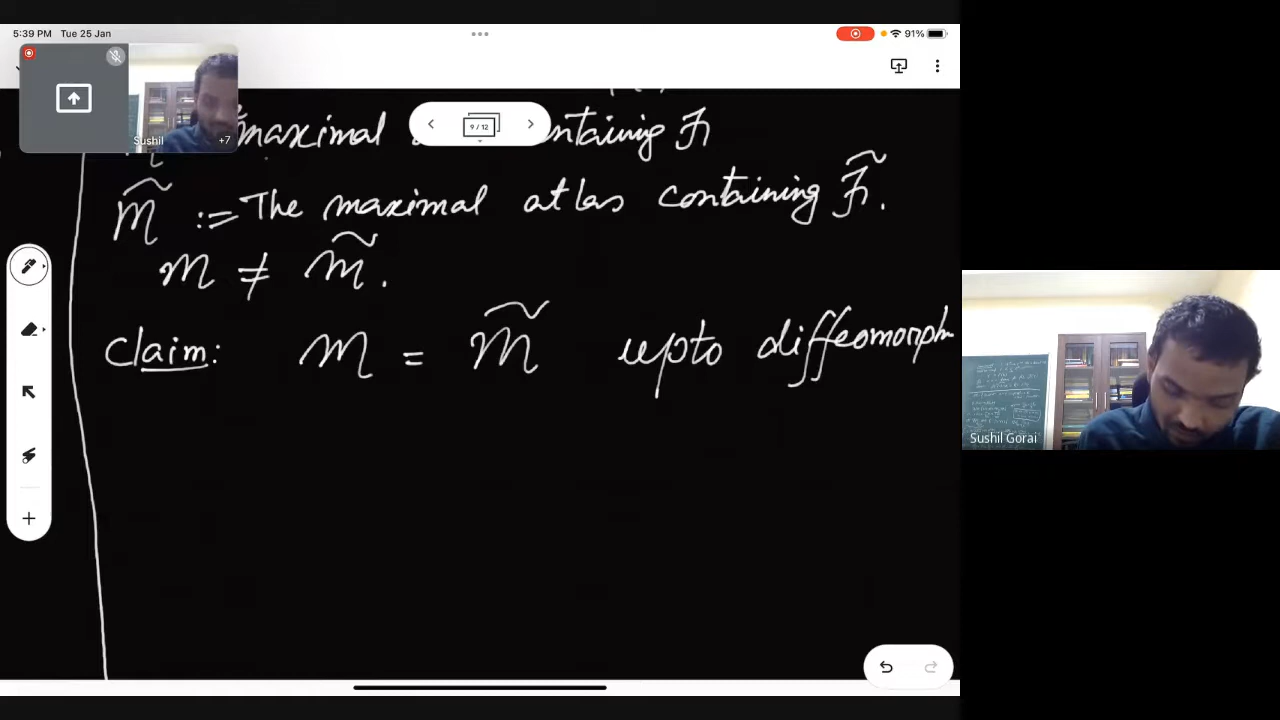 5:39 PM Tue 25 Jan
91%
maximal ntaining F
Sushil +7
9 / 12
m̃ := The maximal atlas containing F̃.
m ≠ m̃.
Claim: m = m̃ upto diffeomorph
Sushil Gorai